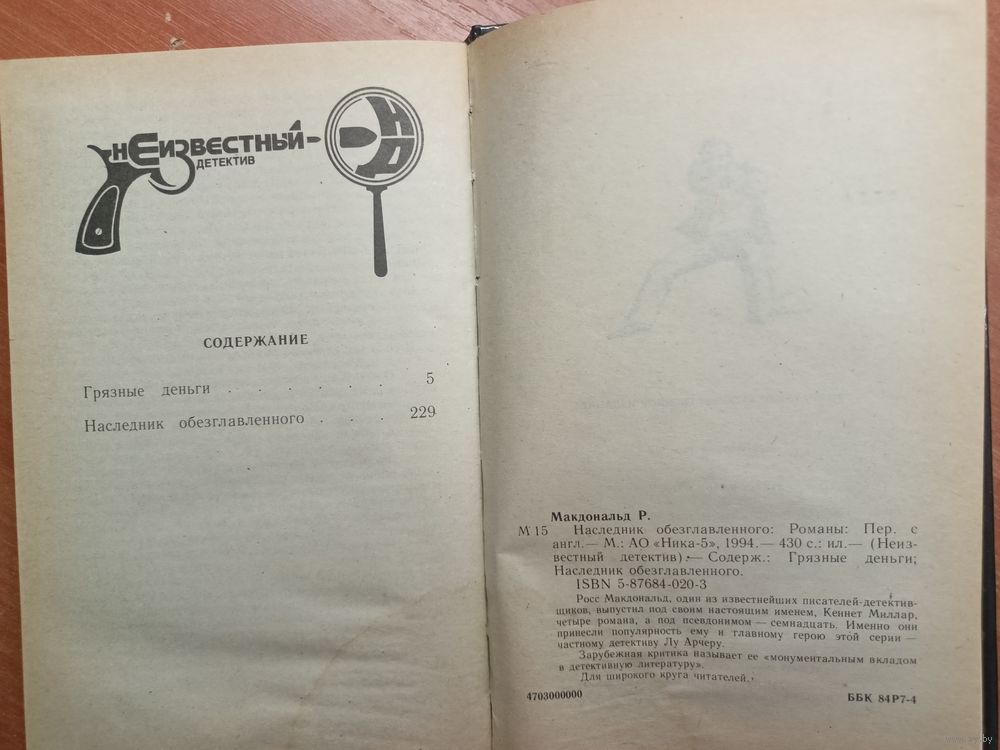 НЕИЗВЕСТНЫЙ
ДЕТЕКТИВ
НД
СОДЕРЖАНИЕ
Грязные деньги . . . . . . 5
Наследник обезглавленного . . . 229
Макдональд Р.
М 15 Наследник обезглавленного: Романы: Пер. с
англ.— М.: АО «Ника-5», 1994.— 430 с.: ил.— (Неиз-
вестный детектив).— Содерж.: Грязные деньги;
Наследник обезглавленного.
ISBN 5-87684-020-3
Росс Макдональд, один из известнейших писателей-детектив-
щиков, выпустил под своим настоящим именем, Кеннет Миллар,
четыре романа, а под псевдонимом — семнадцать. Именно они
принесли популярность ему и главному герою этой серии —
частному детективу Лу Арчеру.
Зарубежная критика называет ее «монументальным вкладом
в детективную литературу».
Для широкого круга читателей.
4703000000 ББК 84Р7-4